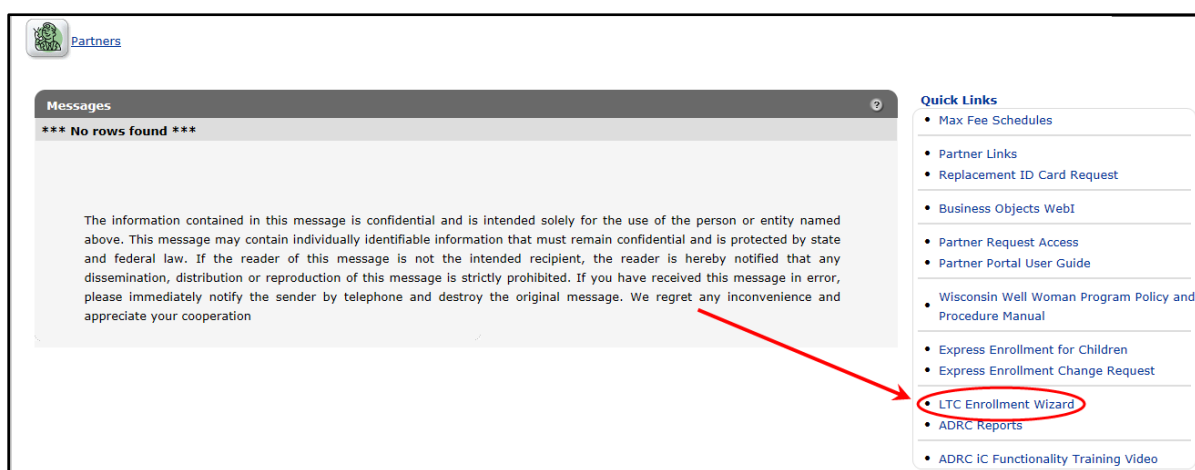 Partners
Messages
?
*** No rows found ***
The information contained in this message is confidential and is intended solely for the use of the person or entity named
above. This message may contain individually identifiable information that must remain confidential and is protected by state
and federal law. If the reader of this message is not the intended recipient, the reader is hereby notified that any
dissemination, distribution or reproduction of this message is strictly prohibited. If you have received this message in error,
please immediately notify the sender by telephone and destroy the original message. We regret any inconvenience and
appreciate your cooperation
Quick Links
• Max Fee Schedules
• Partner Links
• Replacement ID Card Request
• Business Objects WebI
• Partner Request Access
• Partner Portal User Guide
• Wisconsin Well Woman Program Policy and
Procedure Manual
• Express Enrollment for Children
• Express Enrollment Change Request
• LTC Enrollment Wizard
• ADRC Reports
• ADRC iC Functionality Training Video